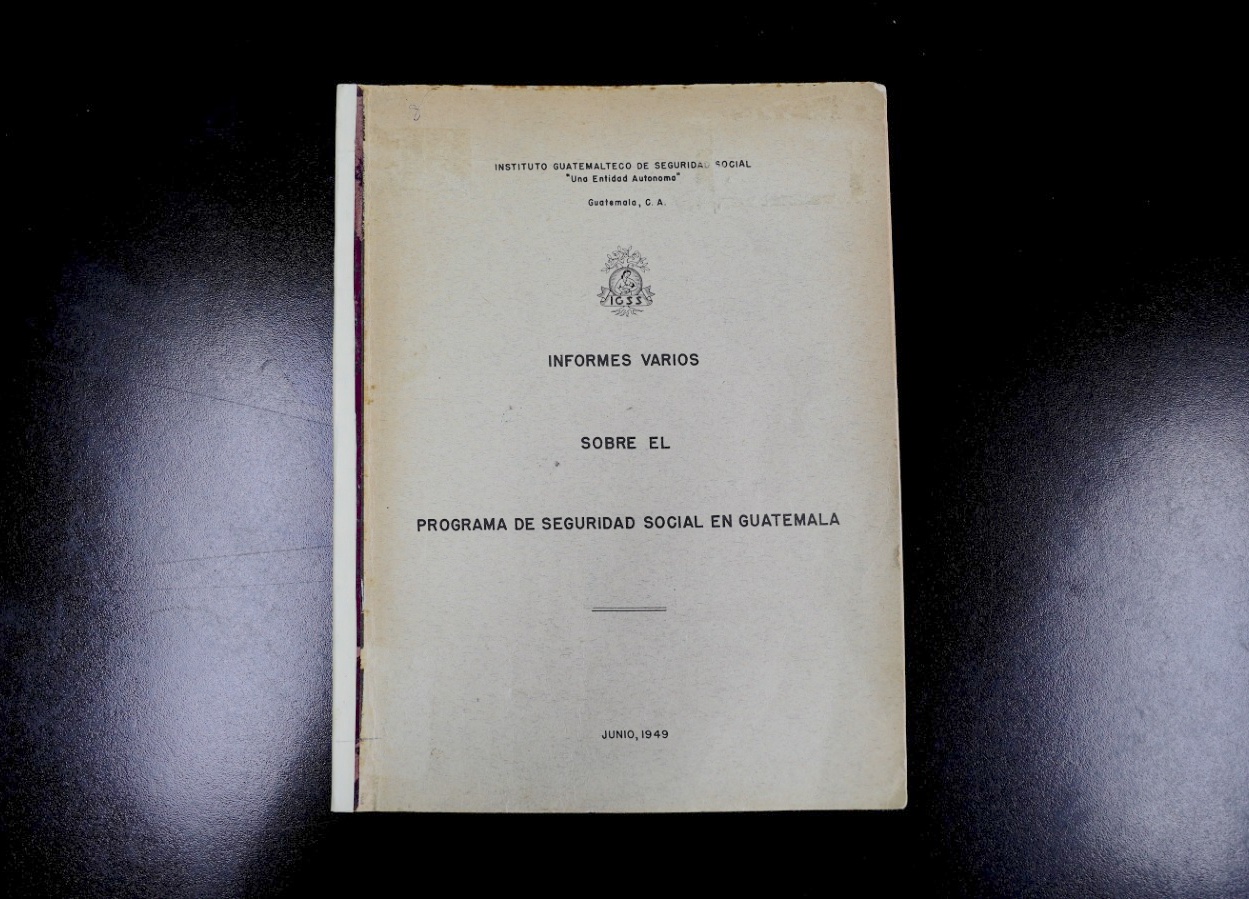 8
INSTITUTO GUATEMALTECO DE SEGURIDAD SOCIAL
"Una Entidad Autonoma"
Guatemala, C. A.
IGSS
INFORMES VARIOS
SOBRE EL
PROGRAMA DE SEGURIDAD SOCIAL EN GUATEMALA
JUNIO, 1949